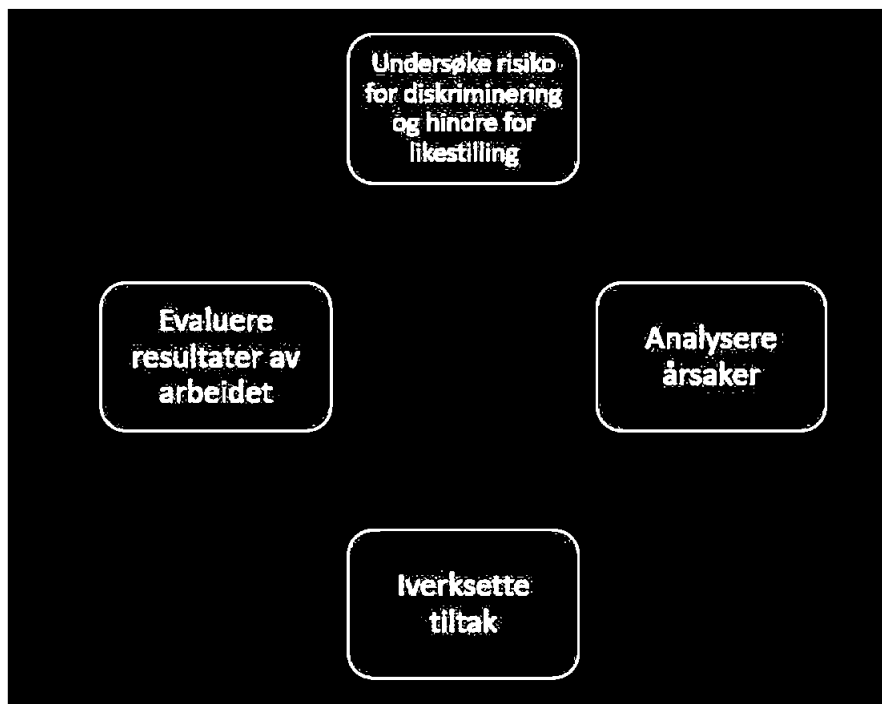 Undersøke risiko
for diskriminering
og hindre for
likestilling
Evaluere
resultater av
arbeidet
Analysere
årsaker
Iverksette
tiltak